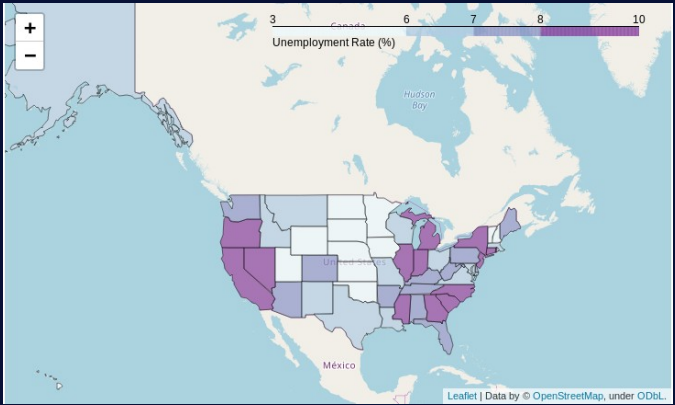 +
−
3 6 7 8 10
Canada
Unemployment Rate (%)
Hudson
Bay
United States
México
Leaflet | Data by © OpenStreetMap, under ODbL.